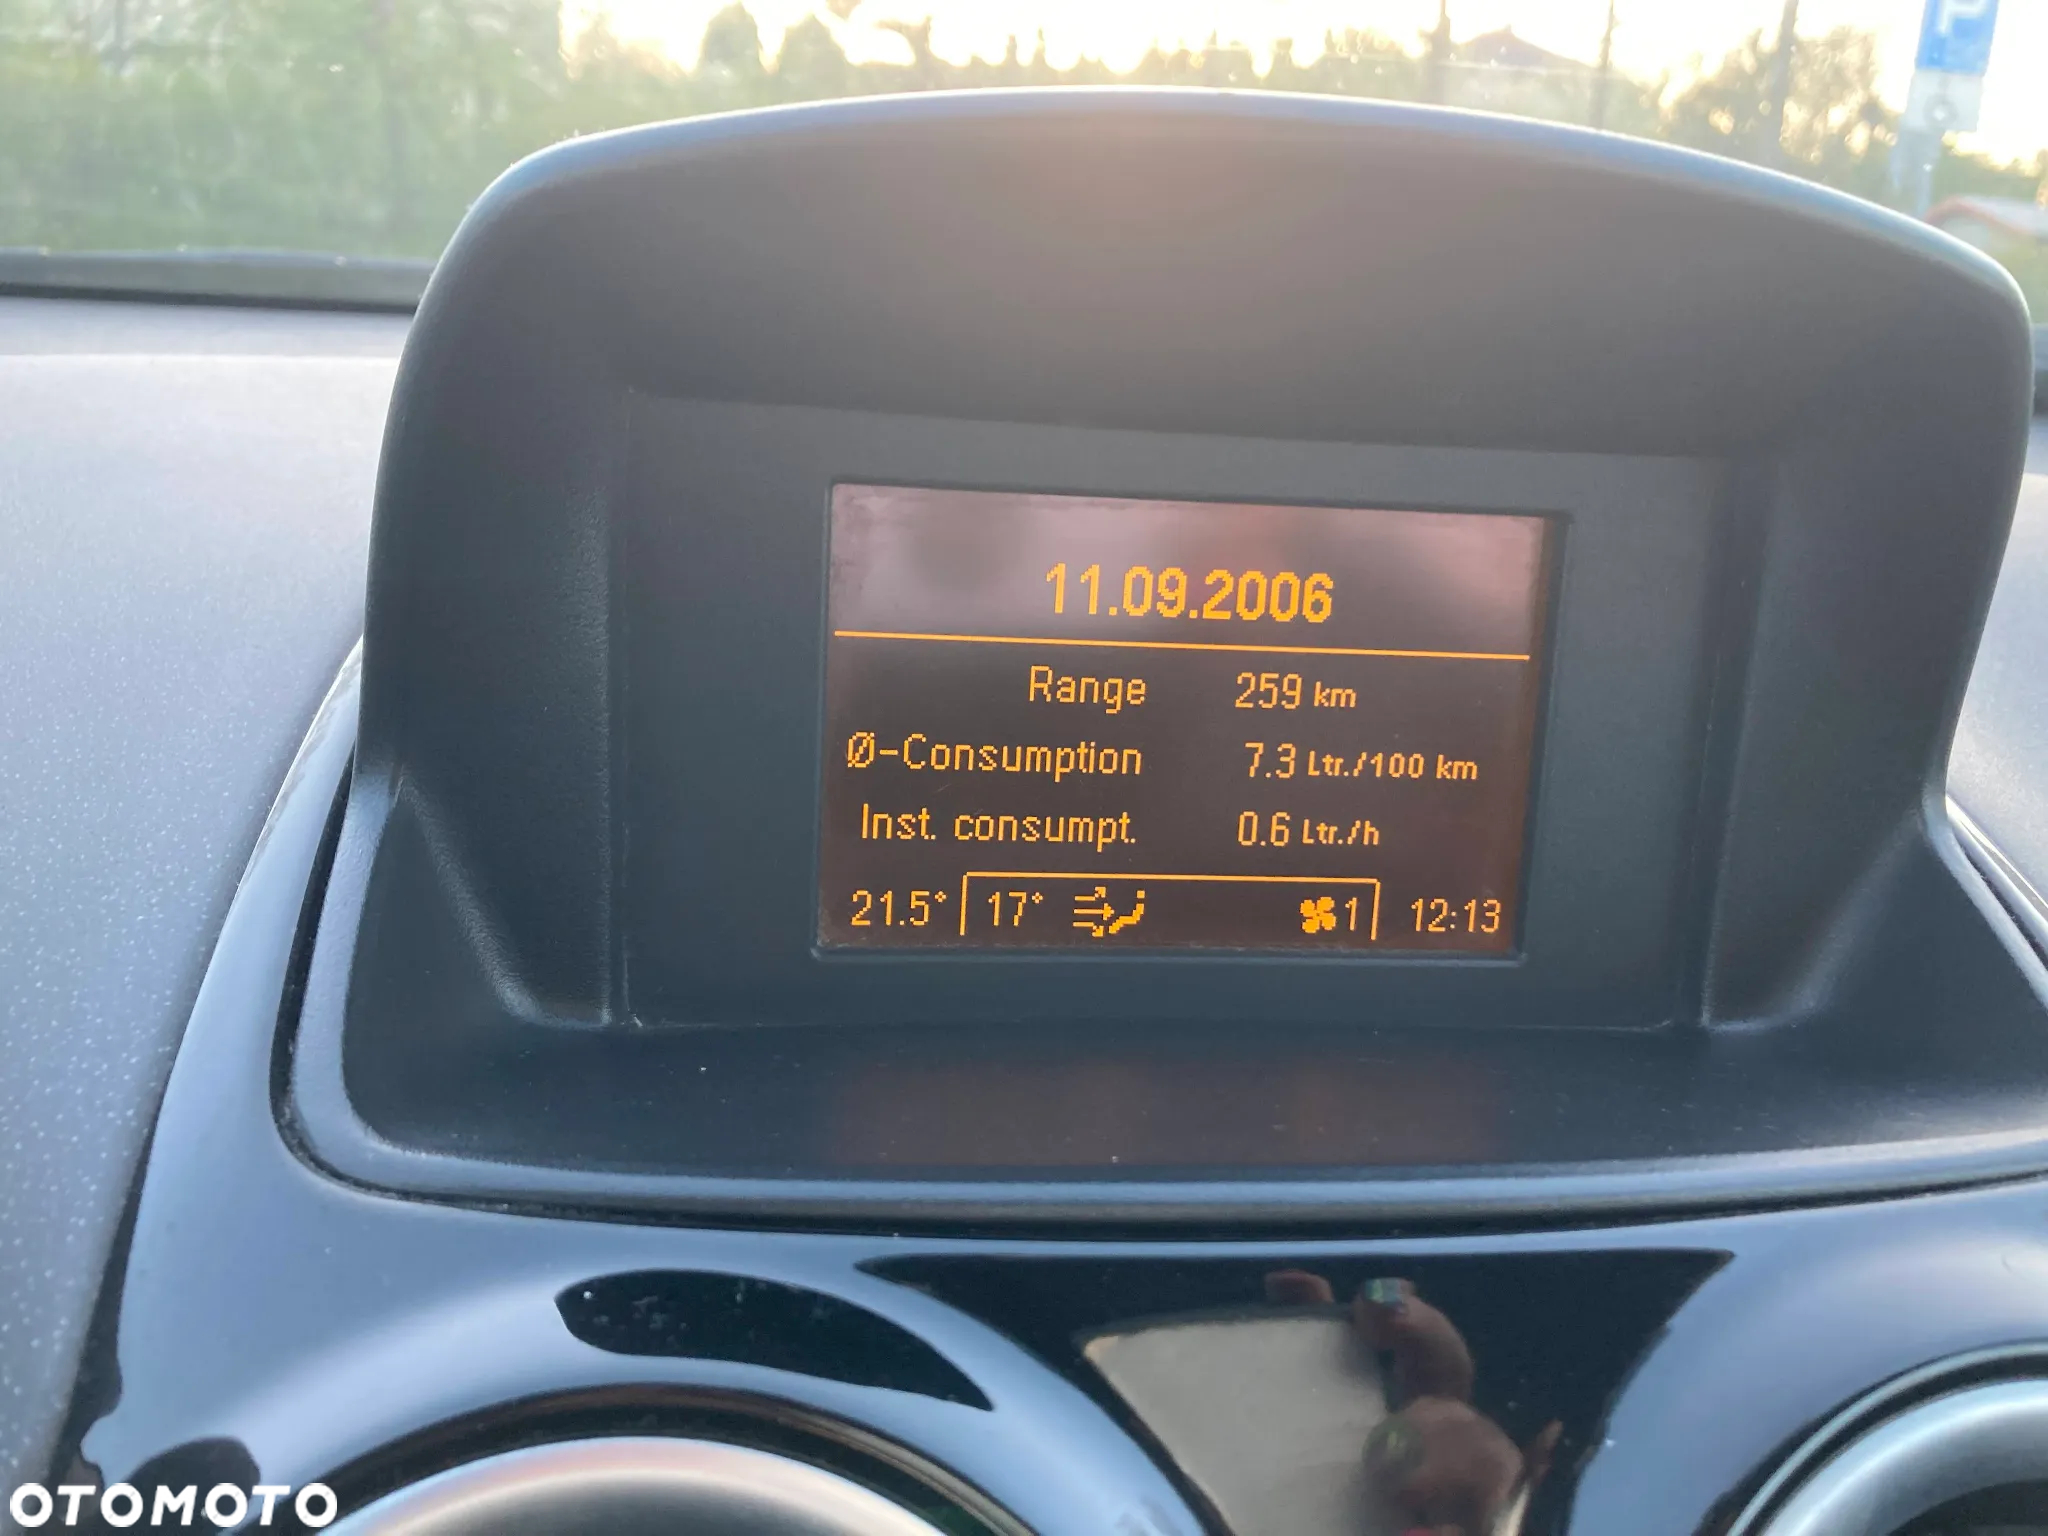 P
11.09.2006
Range 259 km
Ø-Consumption 7.3 Ltr./100 km
Inst. consumpt. 0.6 Ltr./h
21.5° 17° 1 12:13
OTOMOTO